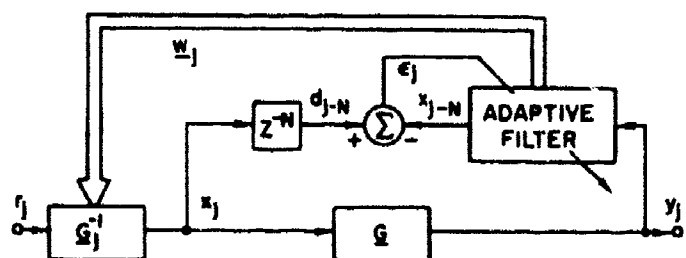 w_j
ϵ_j
z^-N
d_j-N
+
Σ
-
x_j-N
ADAPTIVE
FILTER
r_j
G_j^-1
x_j
G
y_j